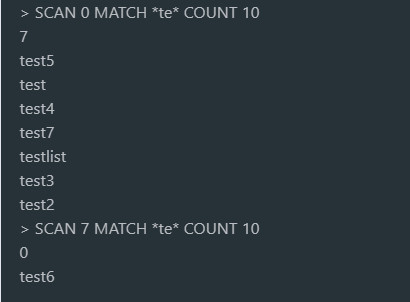 > SCAN 0 MATCH *te* COUNT 10
7
test5
test
test4
test7
testlist
test3
test2
> SCAN 7 MATCH *te* COUNT 10
0
test6